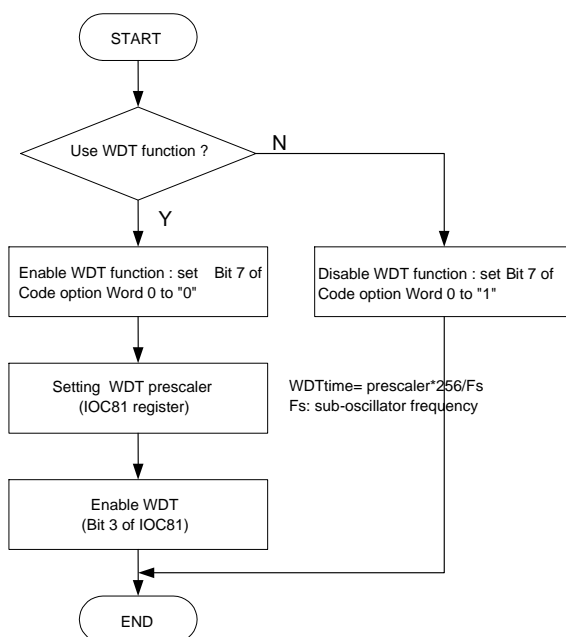 START
Use WDT function ?
N
Y
Enable WDT function : set Bit 7 of
Code option Word 0 to "0"
Disable WDT function : set Bit 7 of
Code option Word 0 to "1"
Setting WDT prescaler
(IOC81 register)
WDTtime= prescaler*256/Fs
Fs: sub-oscillator frequency
Enable WDT
(Bit 3 of IOC81)
END